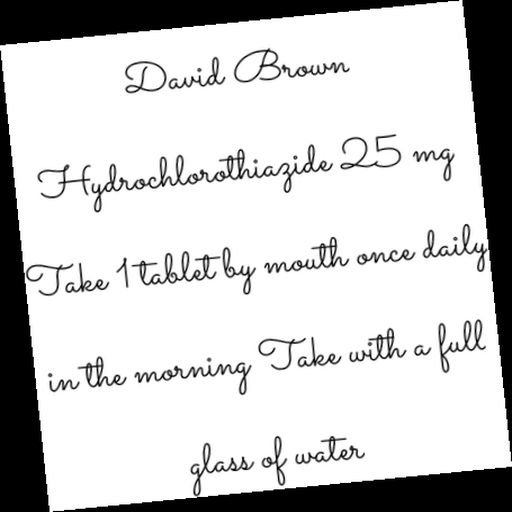 David Brown
Hydrochlorothiazide 25 mg
Take 1 tablet by mouth once daily
in the morning Take with a full
glass of water